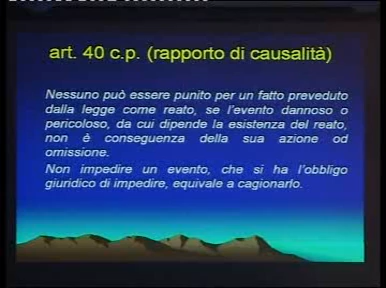 art. 40 c.p. (rapporto di causalità)
Nessuno può essere punito per un fatto preveduto
dalla legge come reato, se l'evento dannoso o
pericoloso, da cui dipende la esistenza del reato,
non è conseguenza della sua azione od
omissione.
Non impedire un evento, che si ha l'obbligo
giuridico di impedire, equivale a cagionarlo.